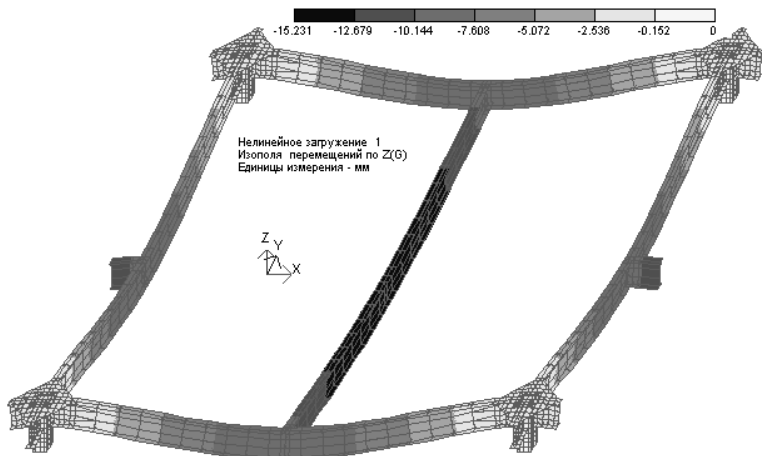 -15.231 -12.679 -10.144 -7.608 -5.072 -2.536 -0.152 0
Нелинейное загружение 1
Изополя перемещений по Z(G)
Единицы измерения - мм
Z
Y
X